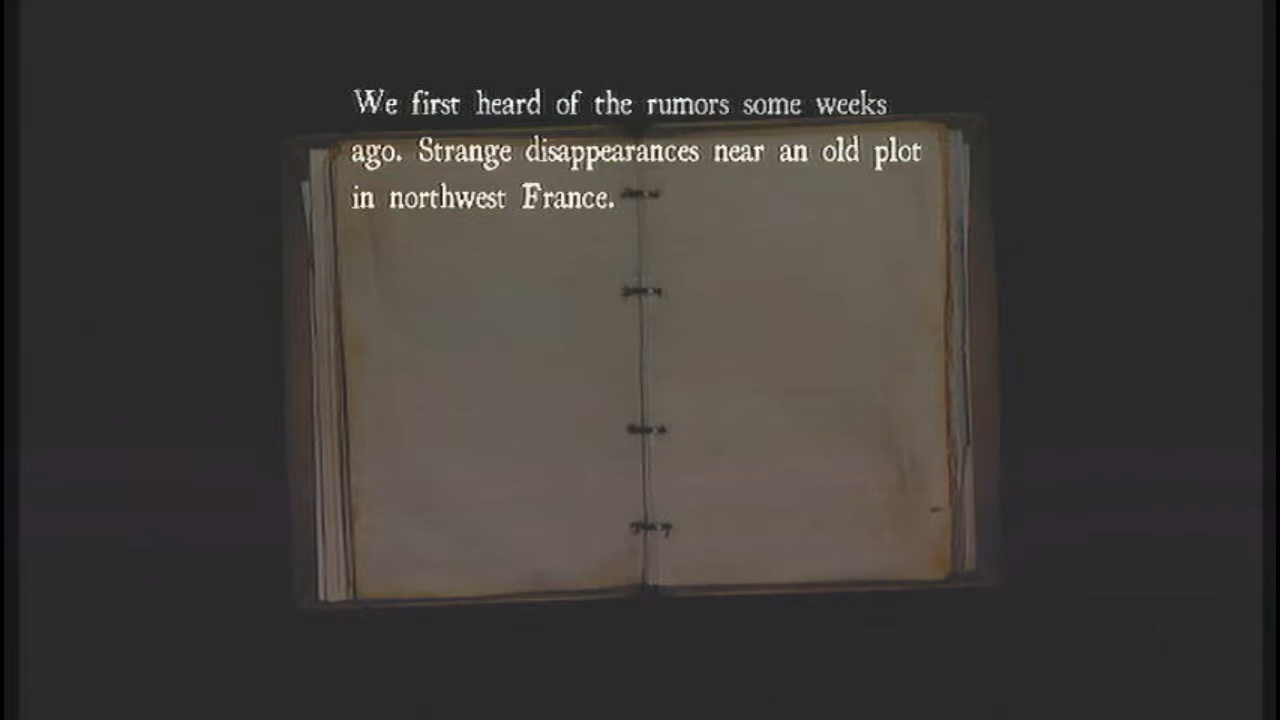 We first heard of the rumors some weeks
ago. Strange disappearances near an old plot
in northwest France.